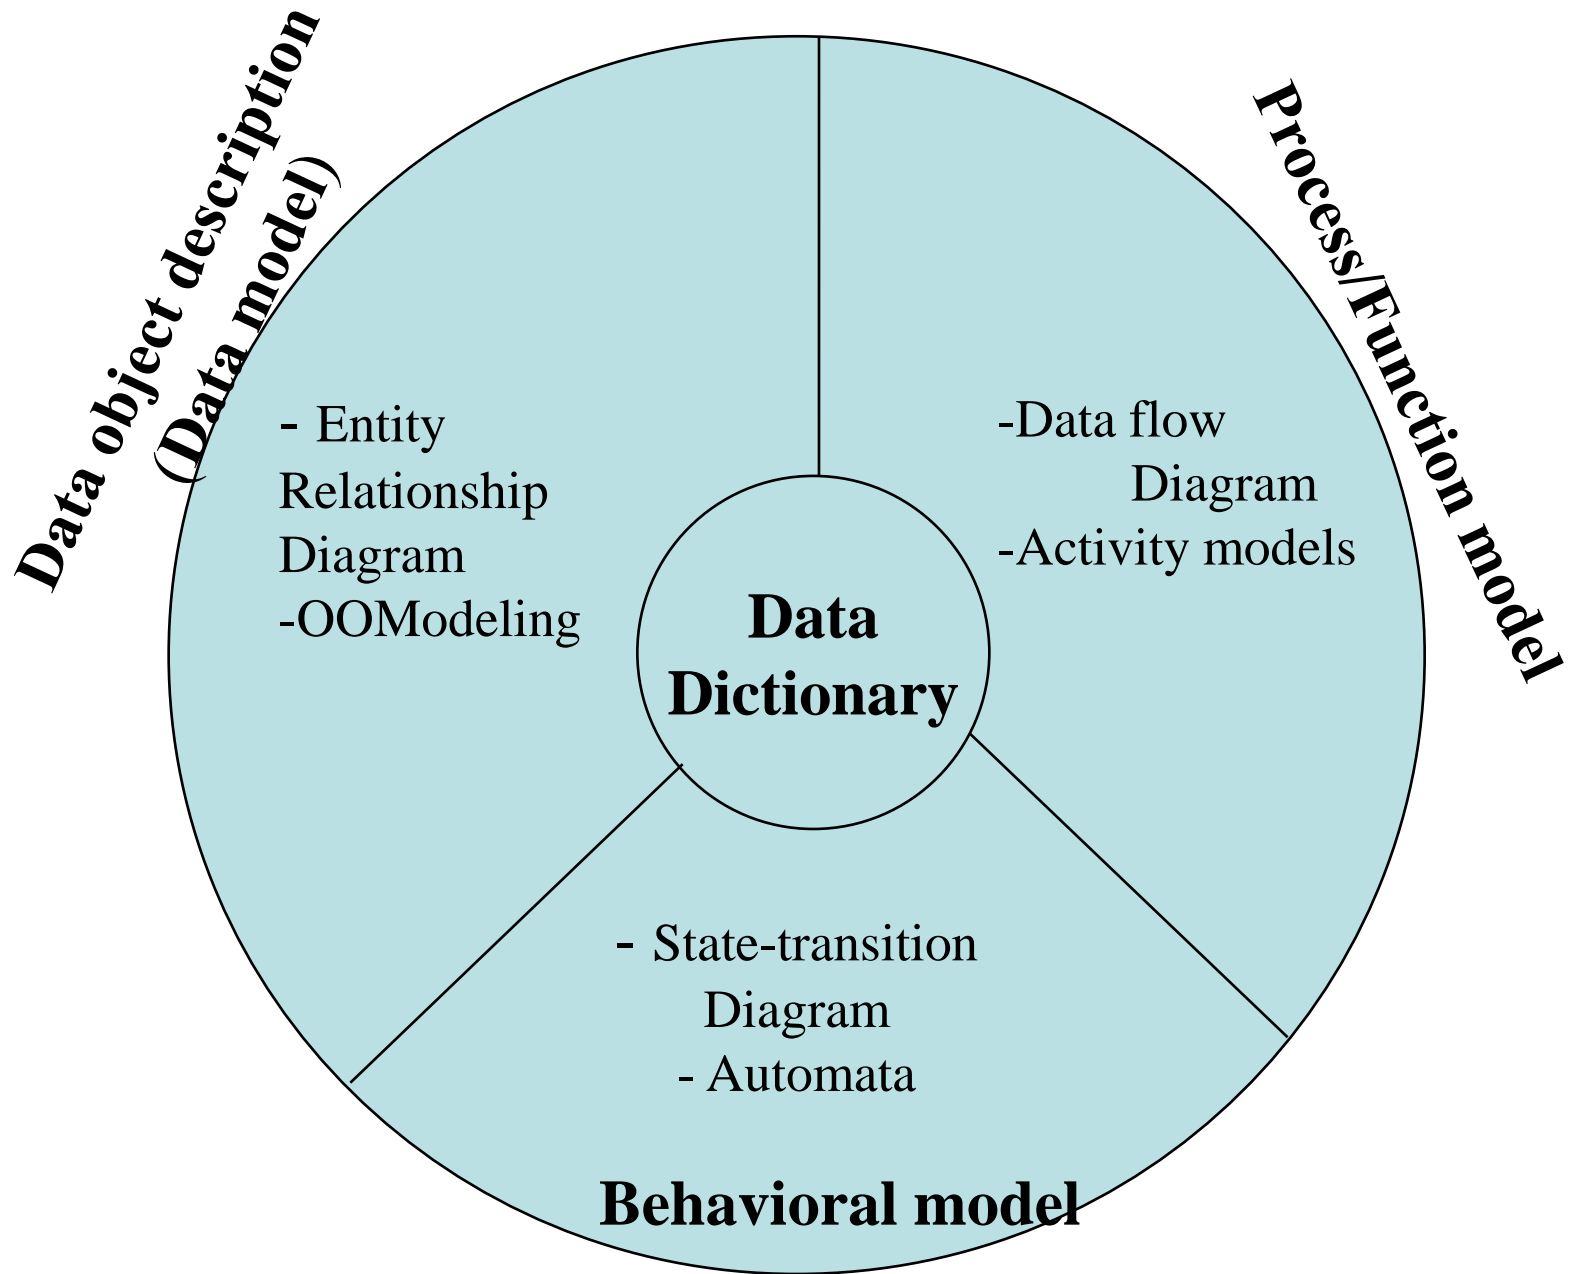 Data object description
(Data model)
Process/Function model
- Entity
Relationship
Diagram
-OOModeling
-Data flow
Diagram
-Activity models
Data
Dictionary
- State-transition
Diagram
- Automata
Behavioral model